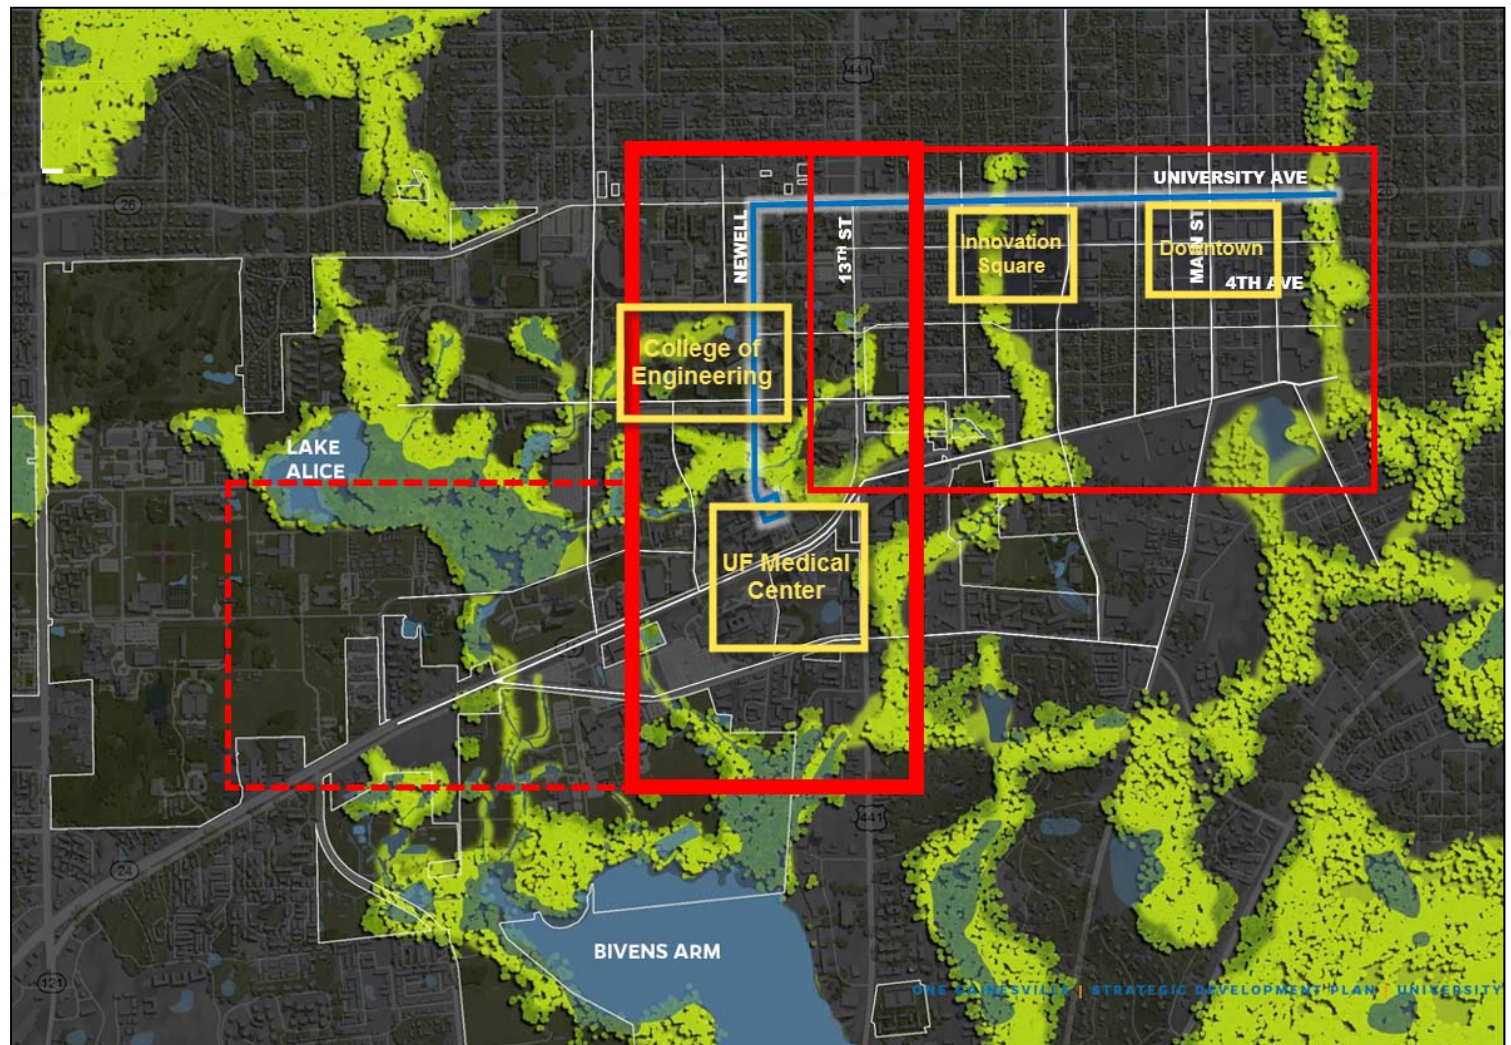 441
26
UNIVERSITY AVE
26
NEWELL
13TH ST
Innovation
Square
MAIN ST
Downtown
4TH AVE
College of
Engineering
LAKE
ALICE
UF Medical
Center
441
24
BIVENS ARM
121
ONE GAINESVILLE | STRATEGIC DEVELOPMENT PLAN | UNIVERSITY